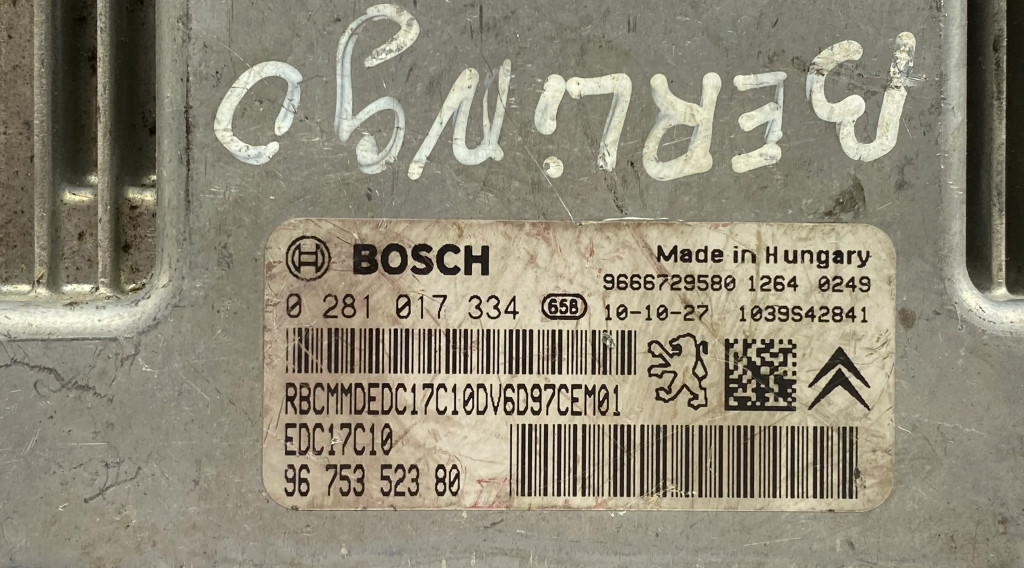 BERLiNgO
BOSCH
Made in Hungary
9666729580 1264 0249
0 281 017 334 65B
10-10-27 1039S42841
RBCMMDEDC17C10DV6D97CEM01
EDC17C10
96 753 523 80